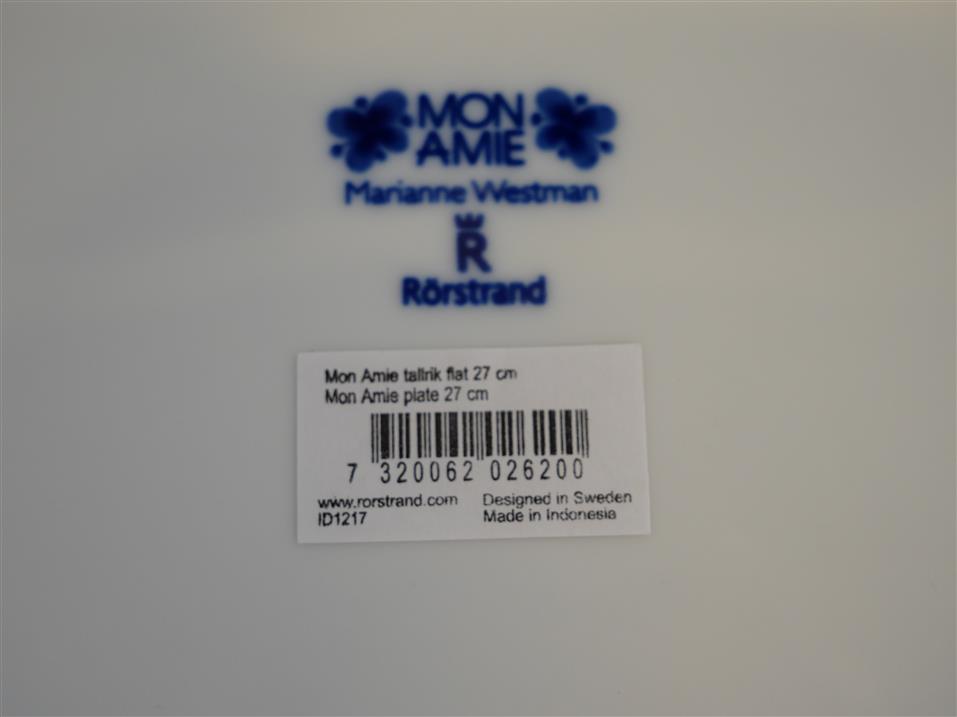 MON
AMIE
Marianne Westman
R
Rörstrand
Mon Amie tallrik flat 27 cm
Mon Amie plate 27 cm
7 320062 026200
www.rorstrand.com Designed in Sweden
ID1217 Made in Indonesia